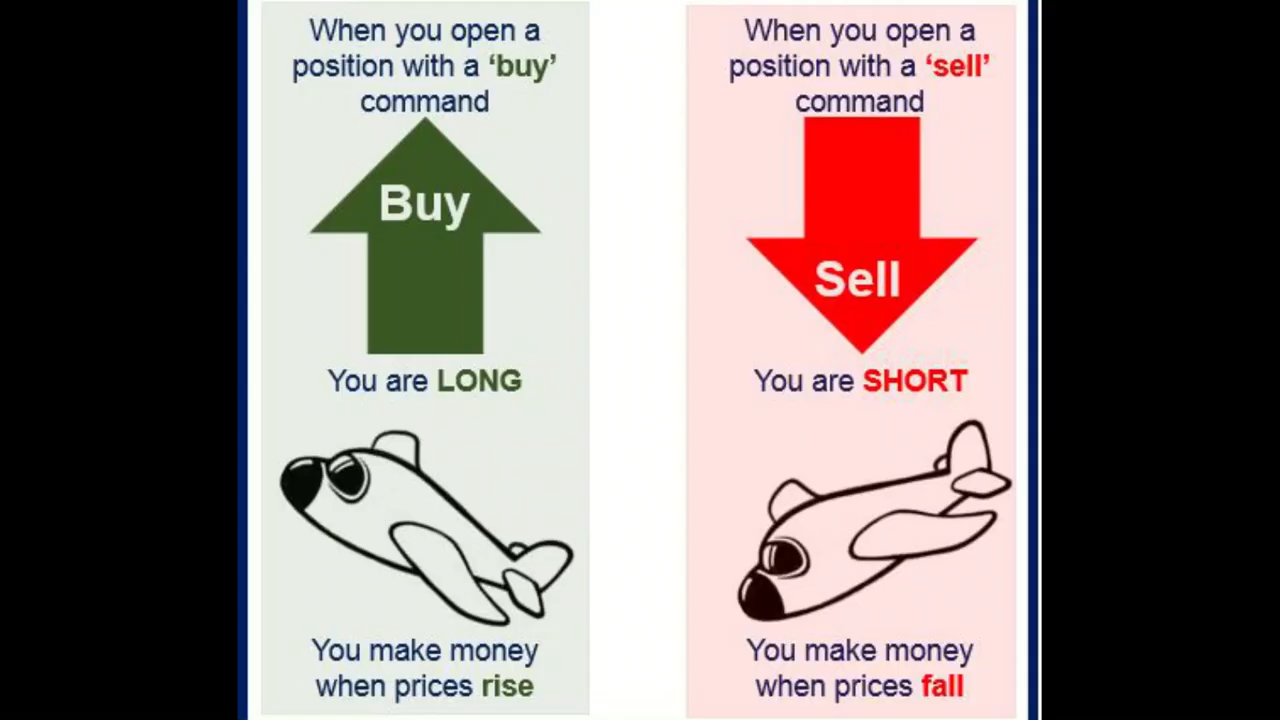 When you open a
position with a ‘buy’
command
Buy
You are LONG
You make money
when prices rise
When you open a
position with a ‘sell’
command
Sell
You are SHORT
You make money
when prices fall